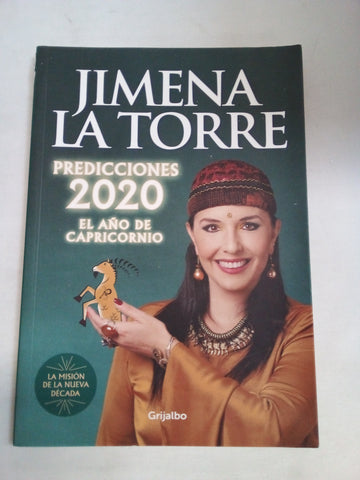 JIMENA
LA TORRE
PREDICCIONES
2020
EL AÑO DE
CAPRICORNIO
LA MISIÓN
DE LA NUEVA
DÉCADA
Grijalbo